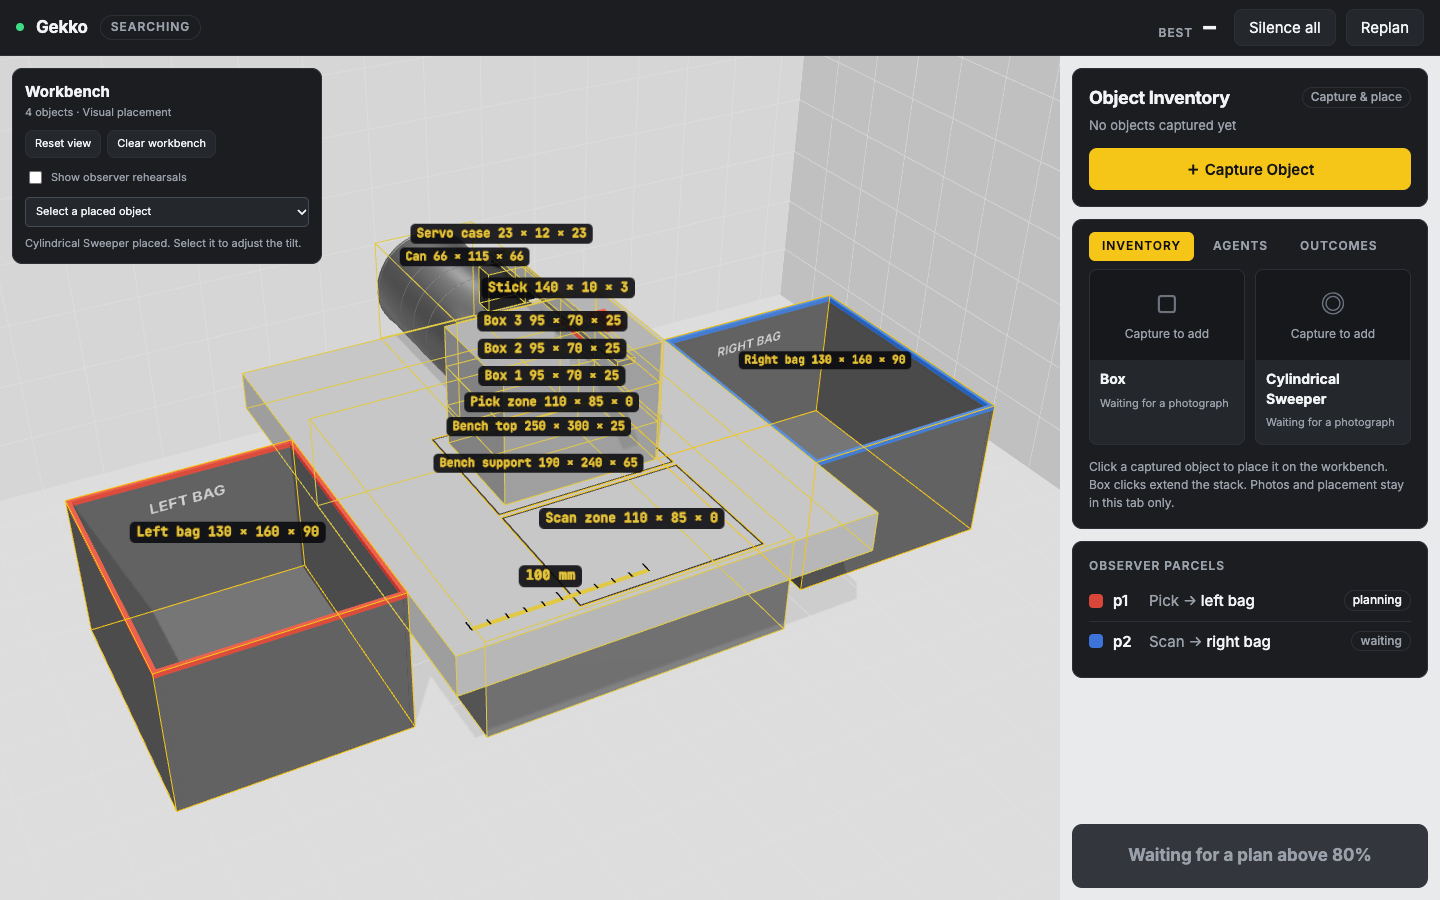 Gekko
SEARCHING
BEST –
Silence all
Replan
Workbench
4 objects · Visual placement
Reset view
Clear workbench
Show observer rehearsals
Select a placed object
Cylindrical Sweeper placed. Select it to adjust the tilt.
Servo case 23 × 12 × 23
Can 66 × 115 × 66
Stick 140 × 10 × 3
Box 3 95 × 70 × 25
Box 2 95 × 70 × 25
Box 1 95 × 70 × 25
Pick zone 110 × 85 × 0
Bench top 250 × 300 × 25
Bench support 190 × 240 × 65
RIGHT BAG
Right bag 130 × 160 × 90
LEFT BAG
Left bag 130 × 160 × 90
Scan zone 110 × 85 × 0
100 mm
Object Inventory
Capture & place
No objects captured yet
+ Capture Object
INVENTORY
AGENTS
OUTCOMES
Capture to add
Box
Waiting for a photograph
Capture to add
Cylindrical
Sweeper
Waiting for a photograph
Click a captured object to place it on the workbench.
Box clicks extend the stack. Photos and placement stay
in this tab only.
OBSERVER PARCELS
p1 Pick → left bag planning
p2 Scan → right bag waiting
Waiting for a plan above 80%